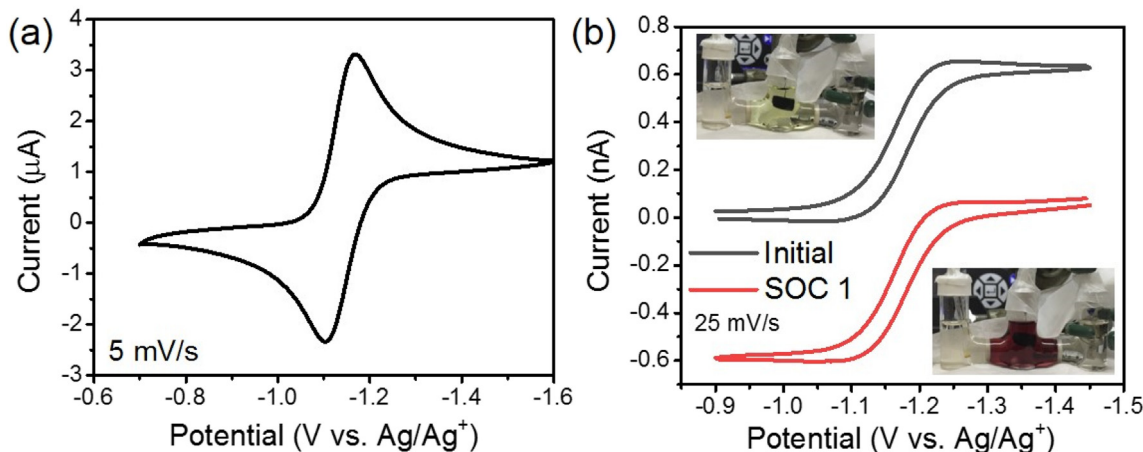 (a)
Current (μA)
4
3
2
1
0
-1
-2
-3
5 mV/s
-0.6
-0.8
-1.0
-1.2
-1.4
-1.6
Potential (V vs. Ag/Ag⁺)
(b)
Current (nA)
0.8
0.6
0.4
0.2
0.0
-0.2
-0.4
-0.6
Initial
SOC 1
25 mV/s
-0.9
-1.0
-1.1
-1.2
-1.3
-1.4
-1.5
Potential (V vs. Ag/Ag⁺)